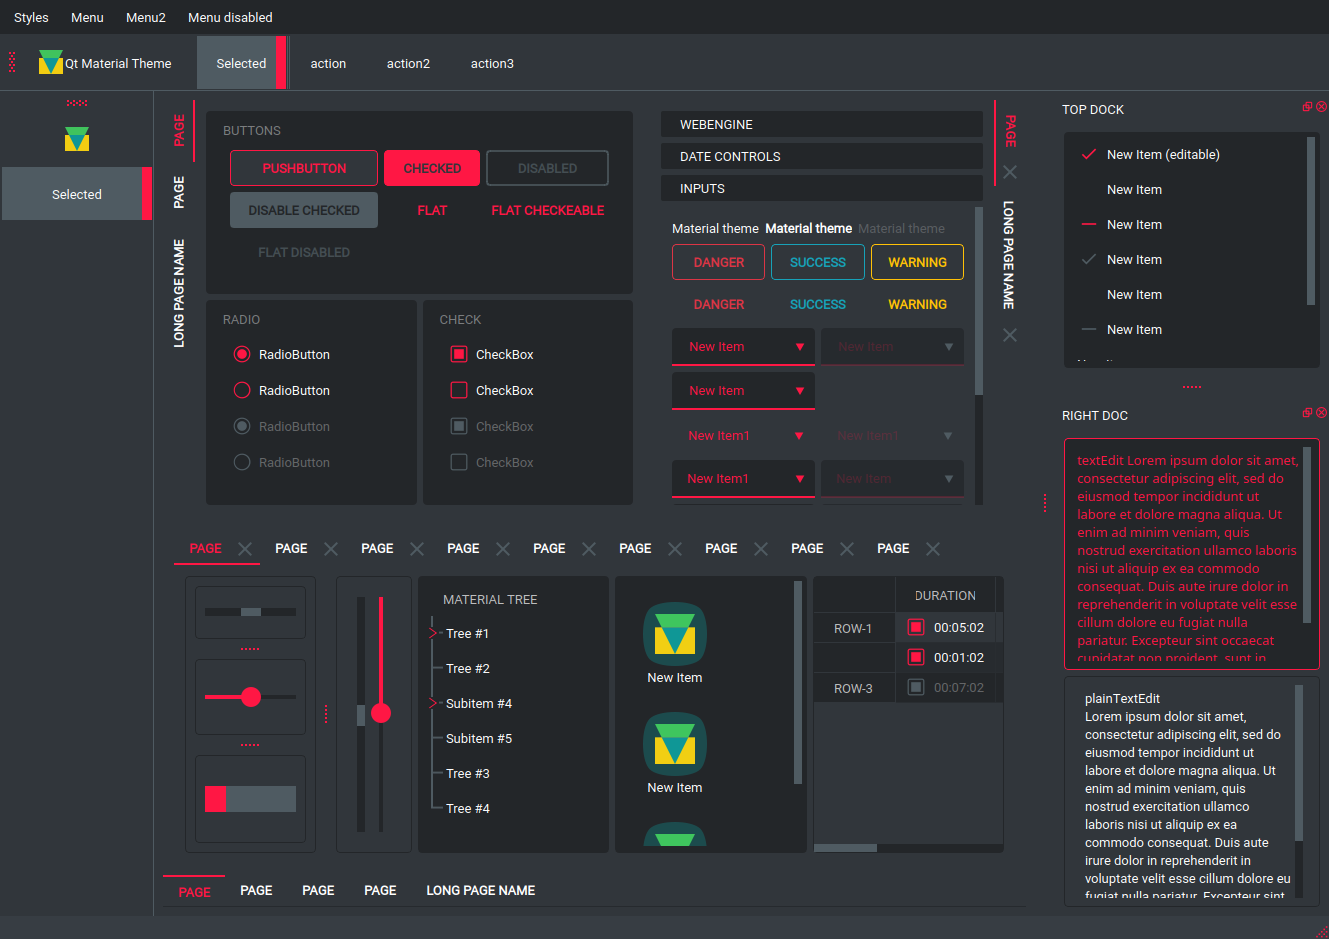 Styles Menu Menu2 Menu disabled
Qt Material Theme Selected action action2 action3
Selected
PAGE
PAGE
LONG PAGE NAME
BUTTONS
PUSHBUTTON CHECKED DISABLED
DISABLE CHECKED FLAT FLAT CHECKEABLE
FLAT DISABLED
RADIO
RadioButton
RadioButton
RadioButton
RadioButton
CHECK
CheckBox
CheckBox
CheckBox
CheckBox
WEBENGINE
DATE CONTROLS
INPUTS
Material theme Material theme Material theme
DANGER SUCCESS WARNING
DANGER SUCCESS WARNING
New Item New Item
New Item
New Item1 New Item1
New Item1 New Item
PAGE
LONG PAGE NAME
TOP DOCK
New Item (editable)
New Item
New Item
New Item
New Item
New Item
RIGHT DOC
textEdit Lorem ipsum dolor sit amet,
consectetur adipiscing elit, sed do
eiusmod tempor incididunt ut
labore et dolore magna aliqua. Ut
enim ad minim veniam, quis
nostrud exercitation ullamco laboris
nisi ut aliquip ex ea commodo
consequat. Duis aute irure dolor in
reprehenderit in voluptate velit esse
cillum dolore eu fugiat nulla
pariatur. Excepteur sint occaecat
cupidatat non proident, sunt in
plainTextEdit
Lorem ipsum dolor sit amet,
consectetur adipiscing elit, sed do
eiusmod tempor incididunt ut
labore et dolore magna aliqua. Ut
enim ad minim veniam, quis
nostrud exercitation ullamco
laboris nisi ut aliquip ex ea
commodo consequat. Duis aute
irure dolor in reprehenderit in
voluptate velit esse cillum dolore eu
fugiat nulla pariatur. Excepteur sint
PAGE PAGE PAGE PAGE PAGE PAGE PAGE PAGE PAGE
MATERIAL TREE
Tree #1
Tree #2
Subitem #4
Subitem #5
Tree #3
Tree #4
New Item
New Item
DURATION
ROW-1 00:05:02
00:01:02
ROW-3 00:07:02
PAGE PAGE PAGE PAGE LONG PAGE NAME